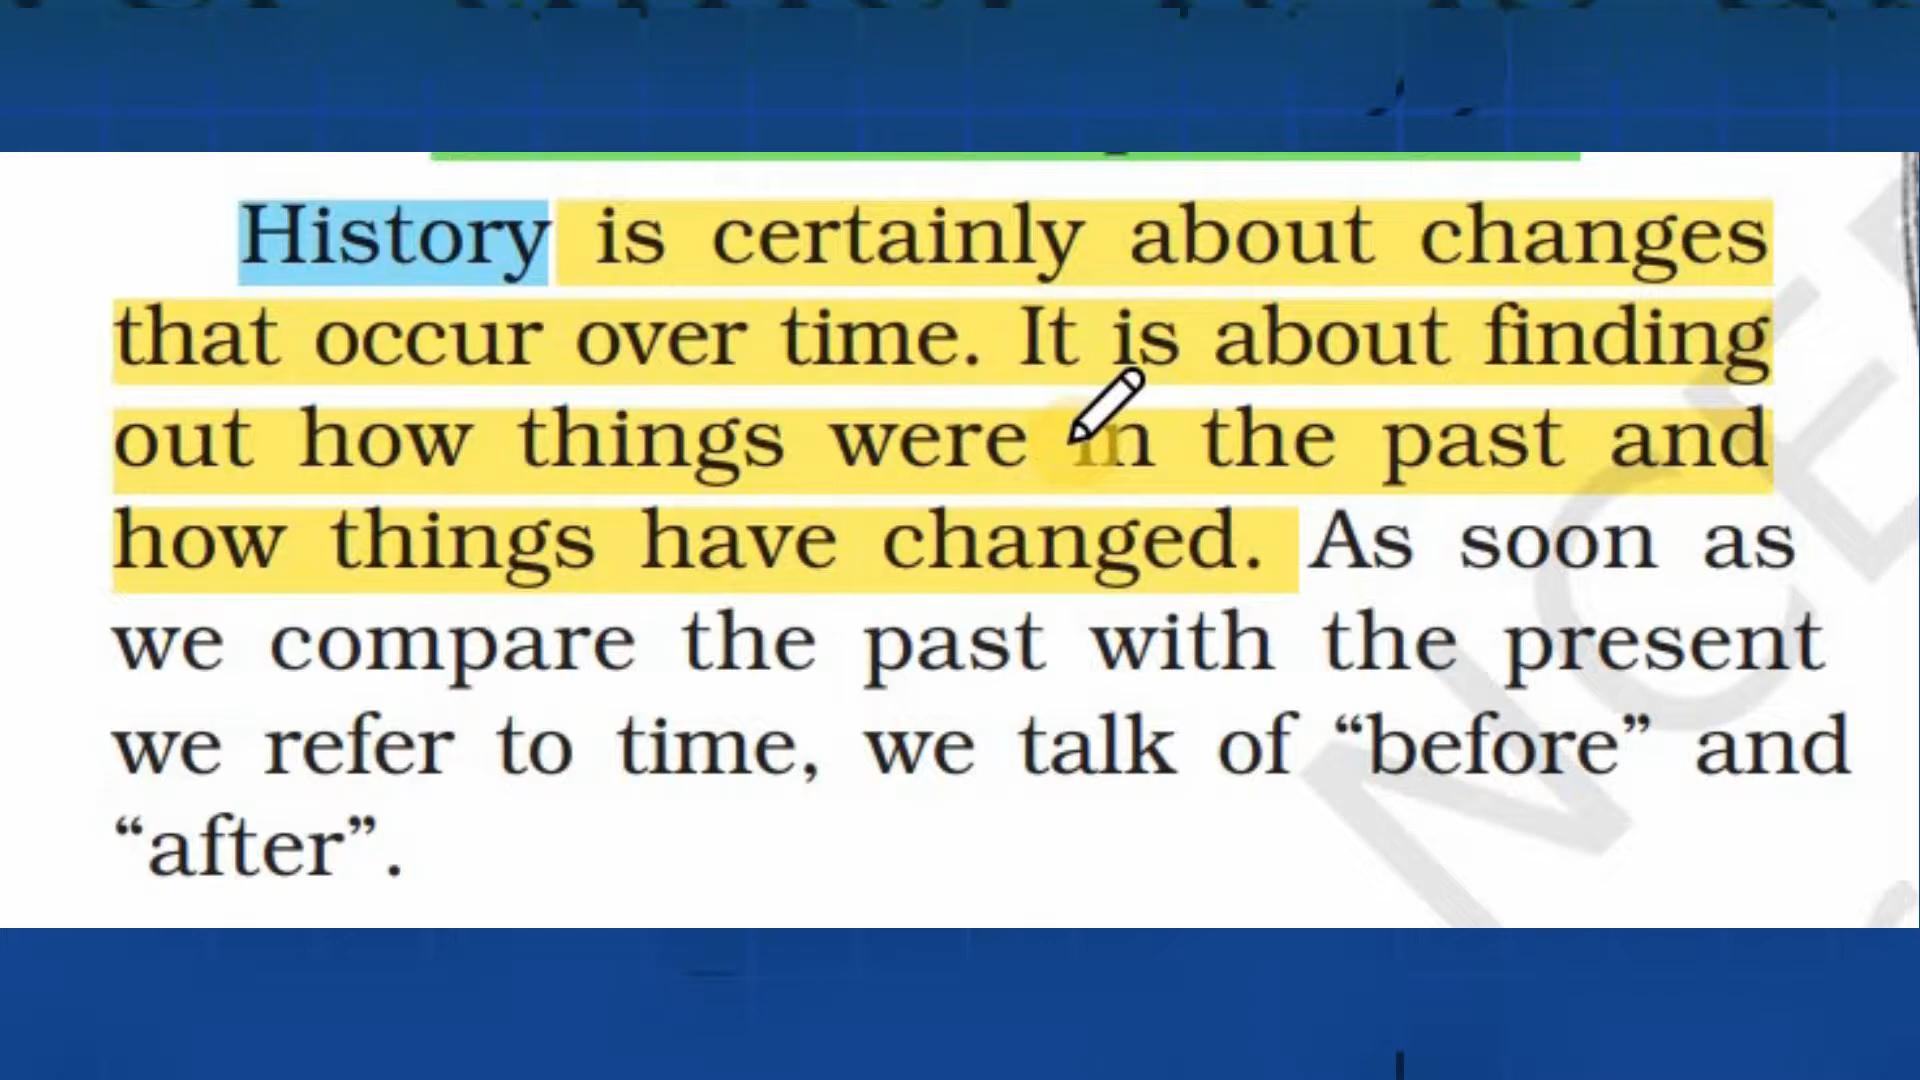 History is certainly about changes
that occur over time. It is about finding
out how things were in the past and
how things have changed. As soon as
we compare the past with the present
we refer to time, we talk of “before” and
“after”.